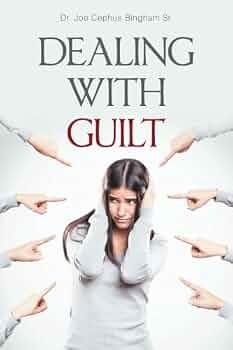 Dr. Joe Cephus Bingham Sr.
DEALING
WITH
GUILT